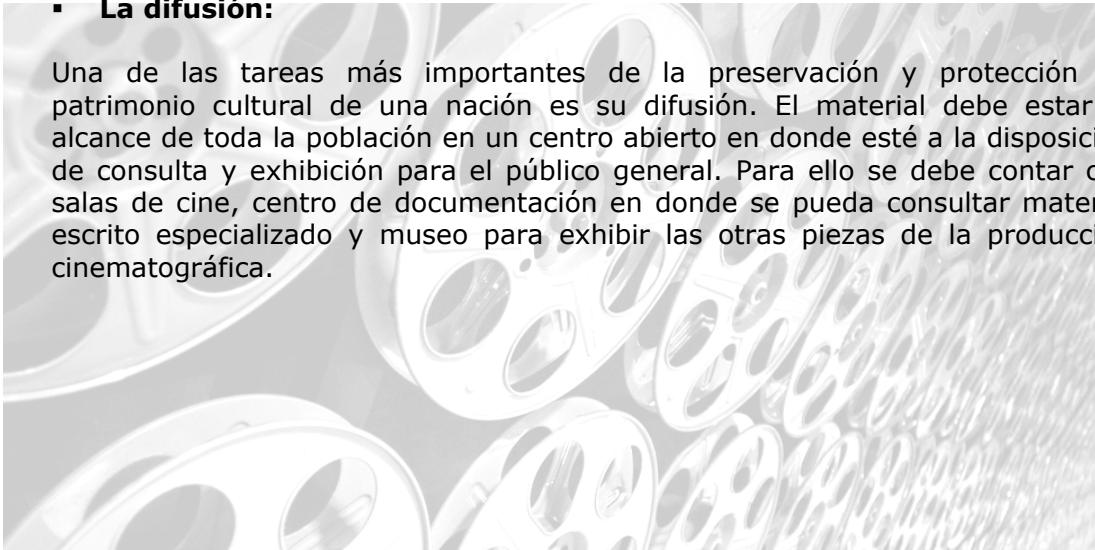 ▪ La difusión:
Una de las tareas más importantes de la preservación y protección
patrimonio cultural de una nación es su difusión. El material debe estar
alcance de toda la población en un centro abierto en donde esté a la disposici
de consulta y exhibición para el público general. Para ello se debe contar c
salas de cine, centro de documentación en donde se pueda consultar mater
escrito especializado y museo para exhibir las otras piezas de la producci
cinematográfica.